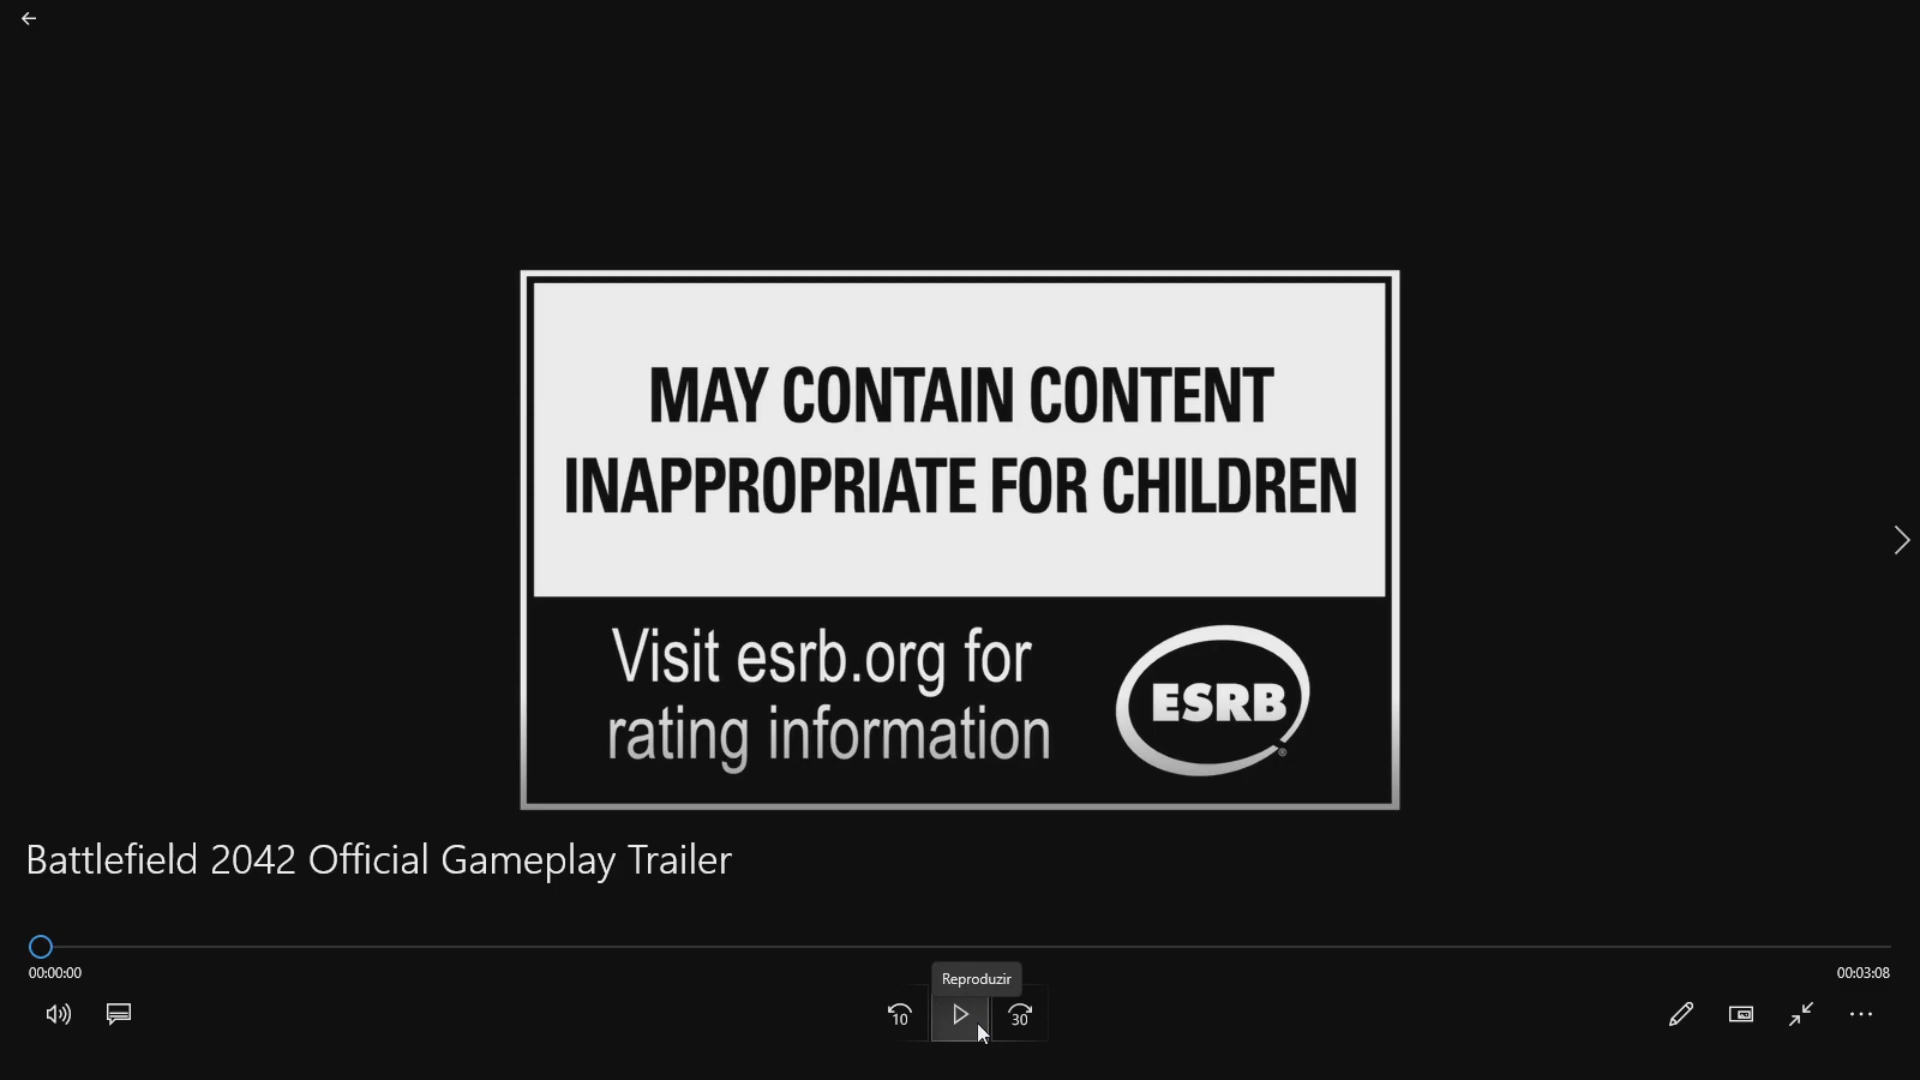 MAY CONTAIN CONTENT
INAPPROPRIATE FOR CHILDREN
Visit esrb.org for
rating information
ESRB
®
Battlefield 2042 Official Gameplay Trailer
00:00:00
00:03:08
Reproduzir
10
30